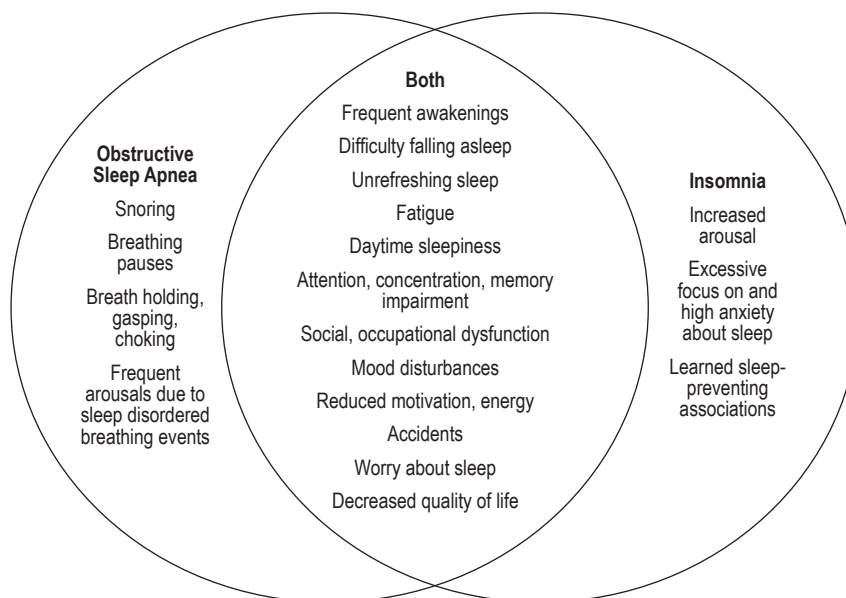 Obstructive
Sleep Apnea
Snoring
Breathing
pauses
Breath holding,
gasping,
choking
Frequent
arousals due to
sleep disordered
breathing events
Both
Frequent awakenings
Difficulty falling asleep
Unrefreshing sleep
Fatigue
Daytime sleepiness
Attention, concentration, memory
impairment
Social, occupational dysfunction
Mood disturbances
Reduced motivation, energy
Accidents
Worry about sleep
Decreased quality of life
Insomnia
Increased
arousal
Excessive
focus on and
high anxiety
about sleep
Learned sleep-
preventing
associations